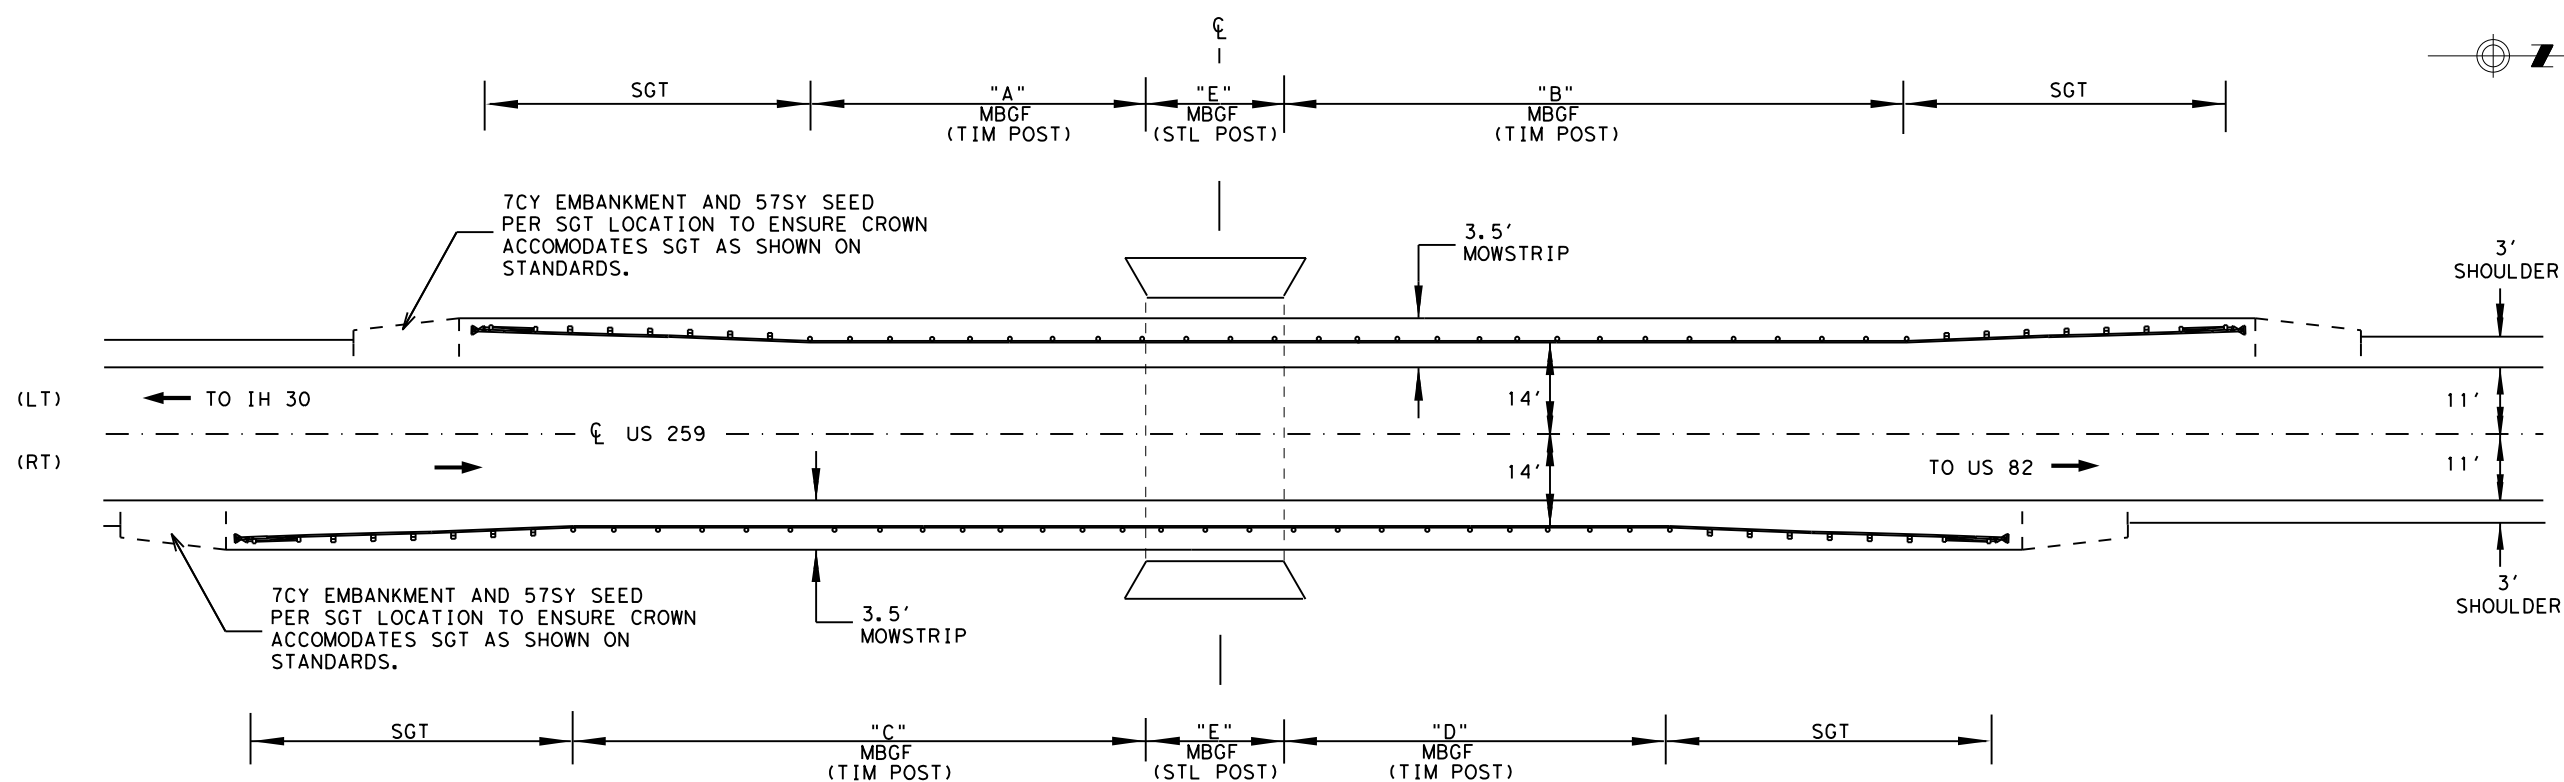 ℄
SGT
"A"
MBGF
(TIM POST)
"E"
MBGF
(STL POST)
"B"
MBGF
(TIM POST)
SGT
7CY EMBANKMENT AND 57SY SEED
PER SGT LOCATION TO ENSURE CROWN
ACCOMODATES SGT AS SHOWN ON
STANDARDS.
3.5'
MOWSTRIP
3'
SHOULDER
(LT)
TO IH 30
14'
11'
℄ US 259
(RT)
14'
TO US 82
11'
7CY EMBANKMENT AND 57SY SEED
PER SGT LOCATION TO ENSURE CROWN
ACCOMODATES SGT AS SHOWN ON
STANDARDS.
3.5'
MOWSTRIP
3'
SHOULDER
SGT
"C"
MBGF
(TIM POST)
"E"
MBGF
(STL POST)
"D"
MBGF
(TIM POST)
SGT